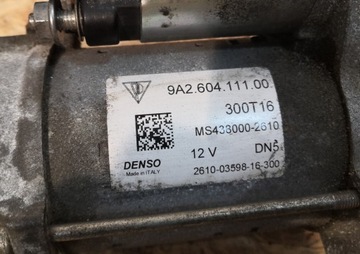 9A2.604.111.00
300T16
MS438000-2610
12 V DN5
DENSO
Made in ITALY
2610-03598-16-300